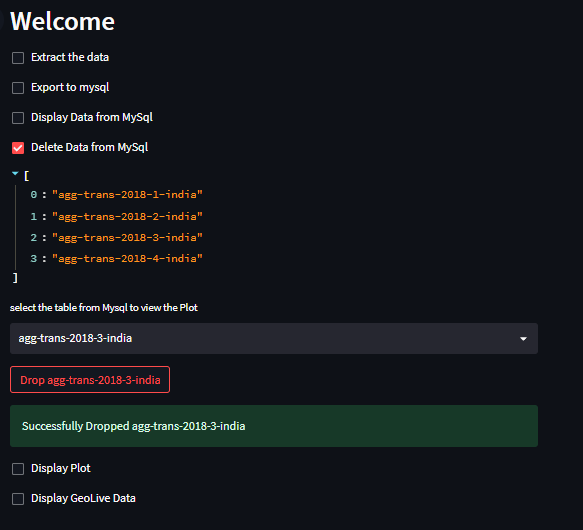 Welcome
Extract the data
Export to mysql
Display Data from MySql
Delete Data from MySql
[
0 : "agg-trans-2018-1-india"
1 : "agg-trans-2018-2-india"
2 : "agg-trans-2018-3-india"
3 : "agg-trans-2018-4-india"
]
select the table from Mysql to view the Plot
agg-trans-2018-3-india
Drop agg-trans-2018-3-india
Successfully Dropped agg-trans-2018-3-india
Display Plot
Display GeoLive Data